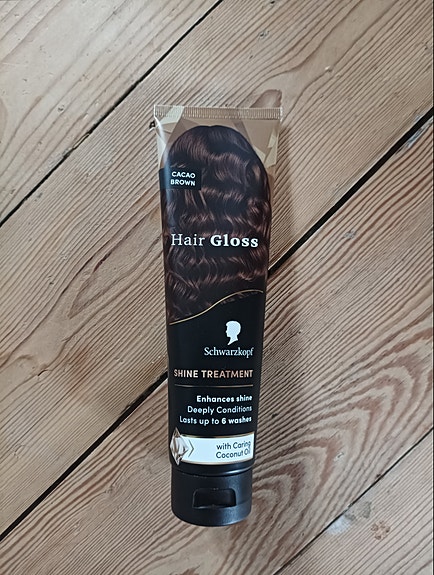 CACAO
BROWN
Hair Gloss
Schwarzkopf
SHINE TREATMENT
Enhances shine
Deeply Conditions
Lasts up to 6 washes
with Caring
Coconut Oil